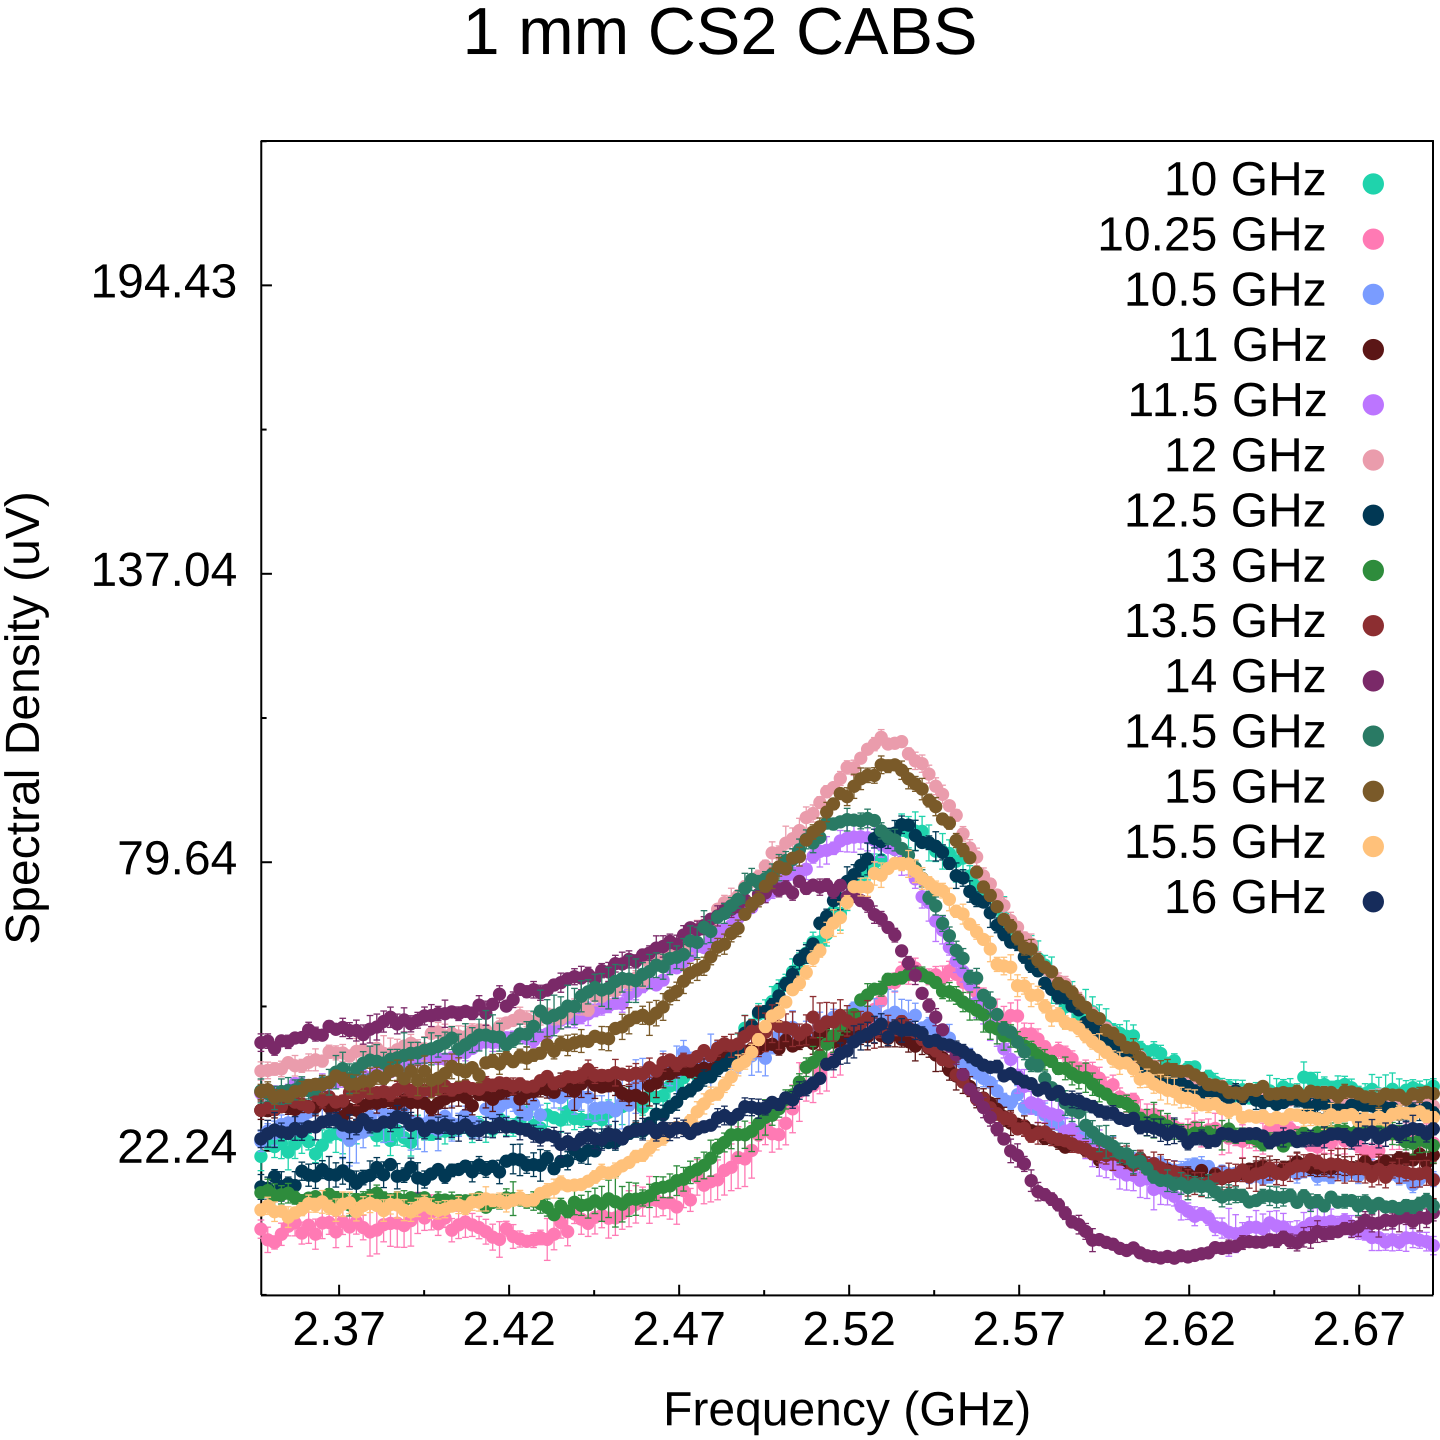 1 mm CS2 CABS
10 GHz
10.25 GHz
10.5 GHz
11 GHz
11.5 GHz
12 GHz
12.5 GHz
13 GHz
13.5 GHz
14 GHz
14.5 GHz
15 GHz
15.5 GHz
16 GHz
Spectral Density (uV)
194.43
137.04
79.64
22.24
2.37 2.42 2.47 2.52 2.57 2.62 2.67
Frequency (GHz)